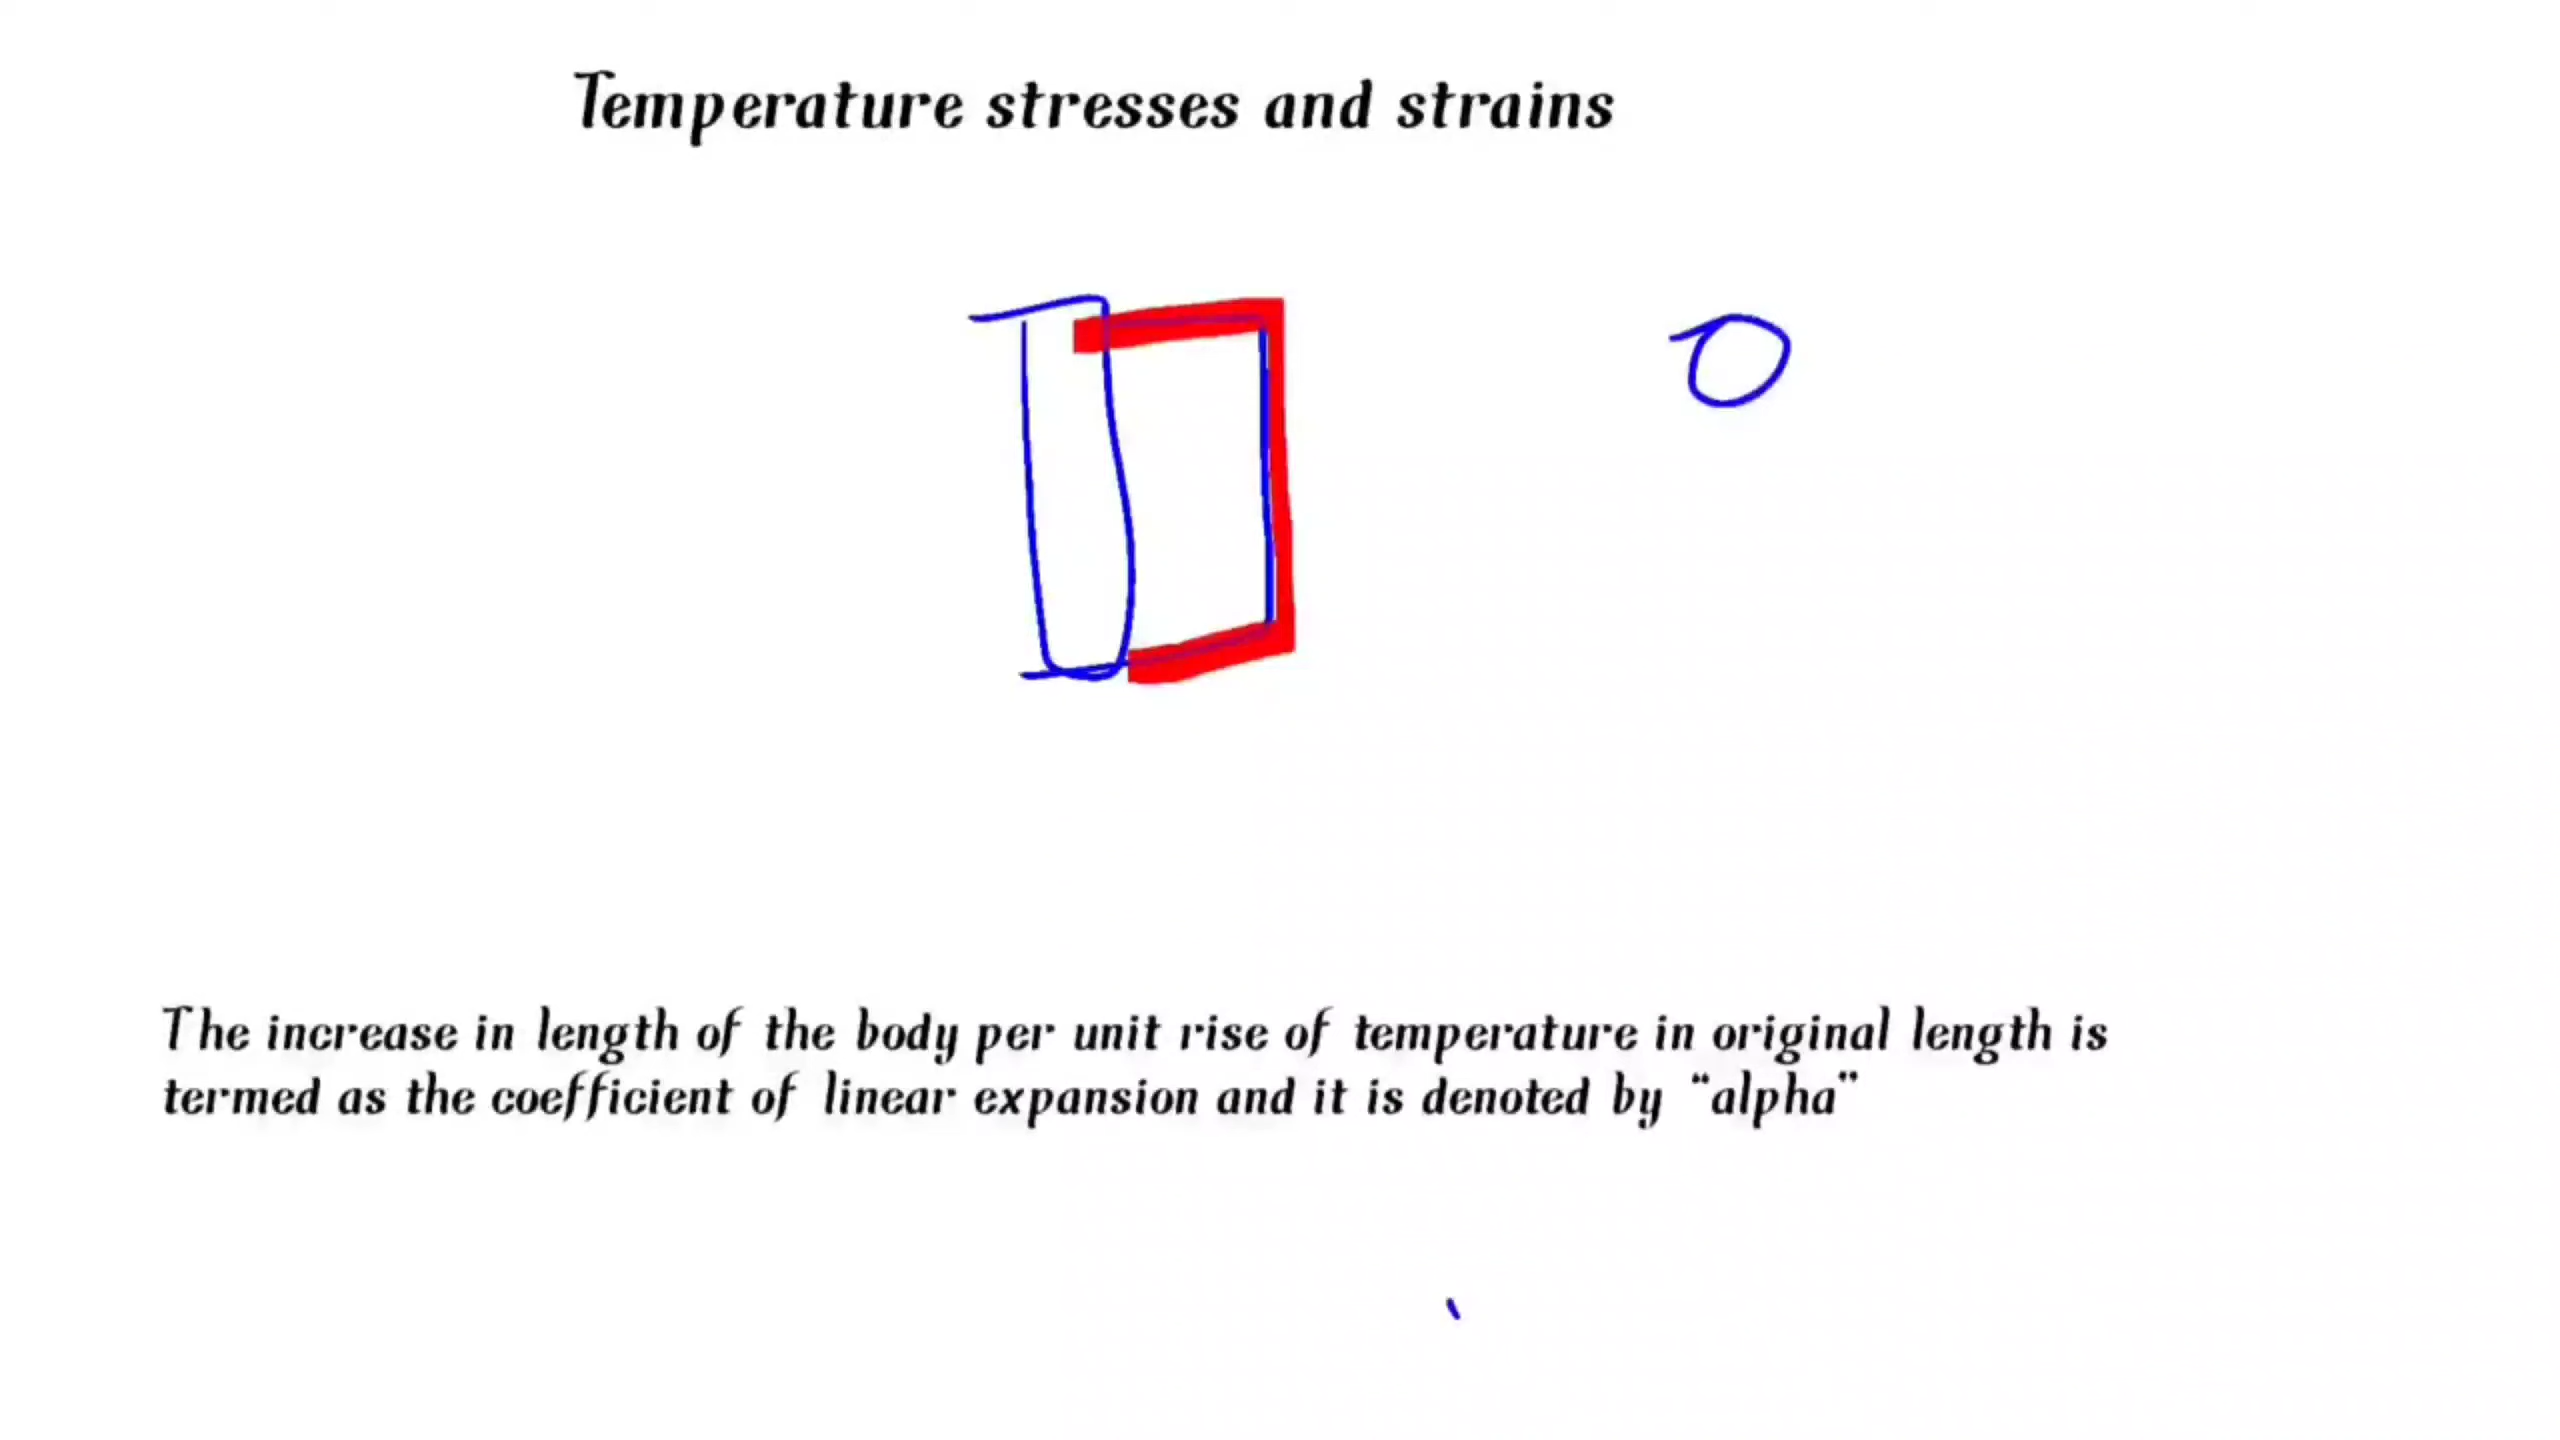 Temperature stresses and strains
The increase in length of the body per unit rise of temperature in original length is
termed as the coefficient of linear expansion and it is denoted by “alpha”